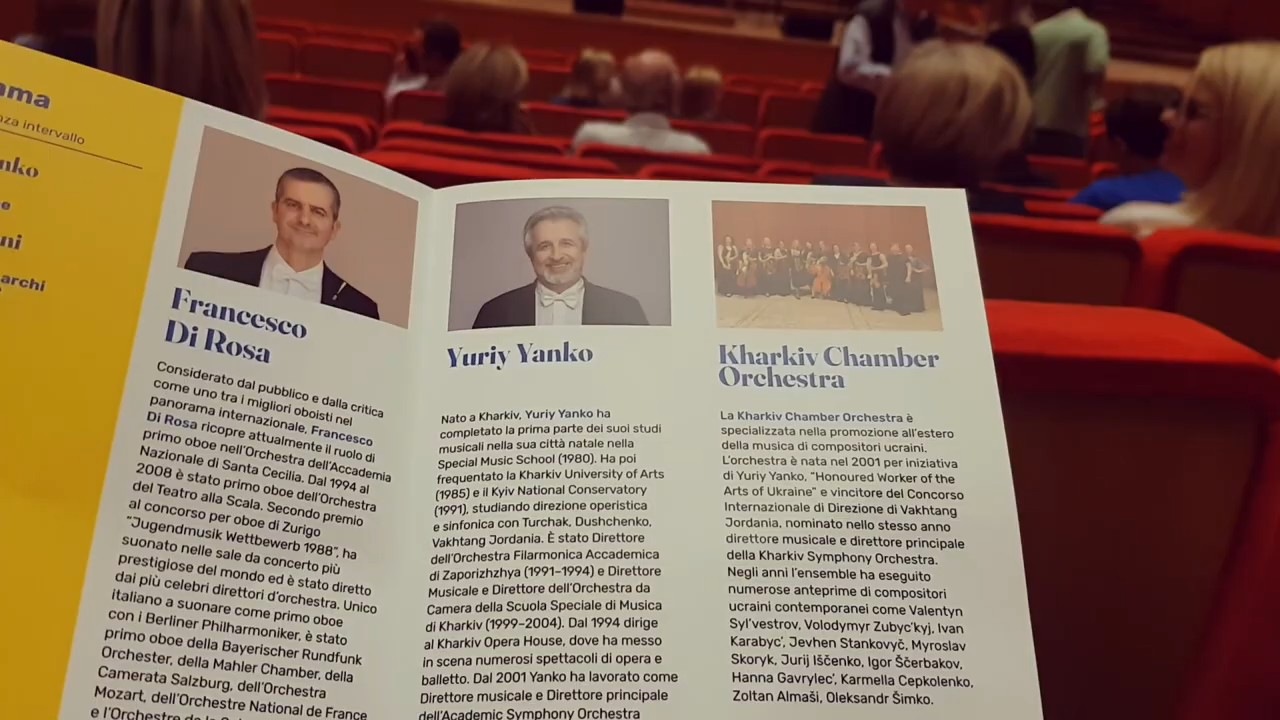 ama
za intervallo
nko
e
ni
archi
Francesco
Di Rosa
Considerato dal pubblico e dalla critica
come uno tra i migliori oboisti nel
panorama internazionale, Francesco
Di Rosa ricopre attualmente il ruolo di
primo oboe nell'Orchestra dell'Accademia
Nazionale di Santa Cecilia. Dal 1994 al
2008 è stato primo oboe dell'Orchestra
del Teatro alla Scala. Secondo premio
al concorso per oboe di Zurigo
"Jugendmusik Wettbewerb 1988", ha
suonato nelle sale da concerto più
prestigiose del mondo ed è stato diretto
dai più celebri direttori d'orchestra. Unico
italiano a suonare come primo oboe
con i Berliner Philharmoniker, è stato
primo oboe della Bayerischer Rundfunk
Orchester, della Mahler Chamber, della
Camerata Salzburg, dell'Orchestra
Mozart, dell'Orchestre National de France
e l'Orchestre de la
Yuriy Yanko
Nato a Kharkiv, Yuriy Yanko ha
completato la prima parte dei suoi studi
musicali nella sua città natale nella
Special Music School (1980). Ha poi
frequentato la Kharkiv University of Arts
(1985) e il Kyiv National Conservatory
(1991), studiando direzione operistica
e sinfonica con Turchak, Dushchenko,
Vakhtang Jordania. È stato Direttore
dell'Orchestra Filarmonica Accademica
di Zaporizhzhya (1991-1994) e Direttore
Musicale e Direttore dell'Orchestra da
Camera della Scuola Speciale di Musica
di Kharkiv (1999-2004). Dal 1994 dirige
al Kharkiv Opera House, dove ha messo
in scena numerosi spettacoli di opera e
balletto. Dal 2001 Yanko ha lavorato come
Direttore musicale e Direttore principale
dell'Academic Symphony Orchestra
Kharkiv Chamber
Orchestra
La Kharkiv Chamber Orchestra è
specializzata nella promozione all'estero
della musica di compositori ucraini.
L'orchestra è nata nel 2001 per iniziativa
di Yuriy Yanko, "Honoured Worker of the
Arts of Ukraine" e vincitore del Concorso
Internazionale di Direzione di Vakhtang
Jordania, nominato nello stesso anno
direttore musicale e direttore principale
della Kharkiv Symphony Orchestra.
Negli anni l'ensemble ha eseguito
numerose anteprime di compositori
ucraini contemporanei come Valentyn
Syl'vestrov, Volodymyr Zubyc'kyj, Ivan
Karabyc', Jevhen Stankovyč, Myroslav
Skoryk, Jurij Iščenko, Igor Ščerbakov,
Hanna Gavrylec', Karmella Cepkolenko,
Zoltan Almaši, Oleksandr Šimko.